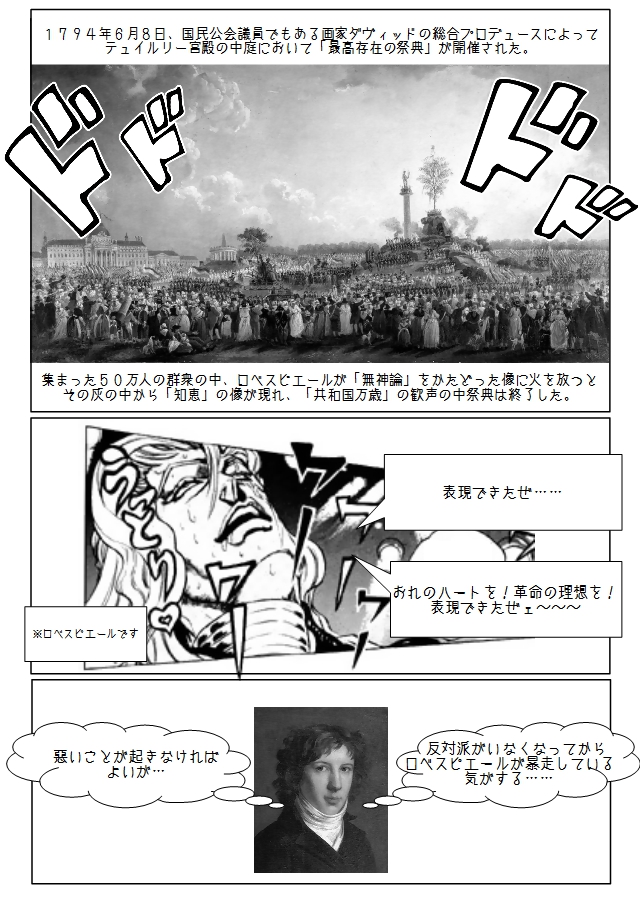 1794年6月8日、国民公会議員でもある画家ダヴィッドの総合プロデュースによって
テュイルリー宮殿の中庭において「最高存在の祭典」が開催された。
ドド
ドド
集まった50万人の群衆の中、ロベスピエールが「無神論」をかたどった像に火を放つと
その灰の中から「知恵」の像が現れ、「共和国万歳」の歓声の中祭典は終了した。
表現できたぜ……
おれのハートを!革命の理想を!
表現できたぜェ~~~
うっとり♡
ワァ
ワァ
ワァ
※ロベスピエールです
反対派がいなくなってから
ロベスピエールが暴走している
気がする……
悪いことが起きなければ
よいが…